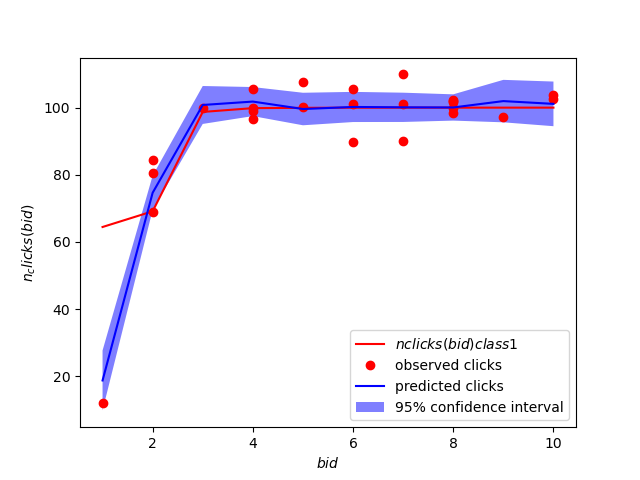 100
80
60
40
20
n_clicks(bid)
nclicks(bid)class1
observed clicks
predicted clicks
95% confidence interval
2 4 6 8 10
bid